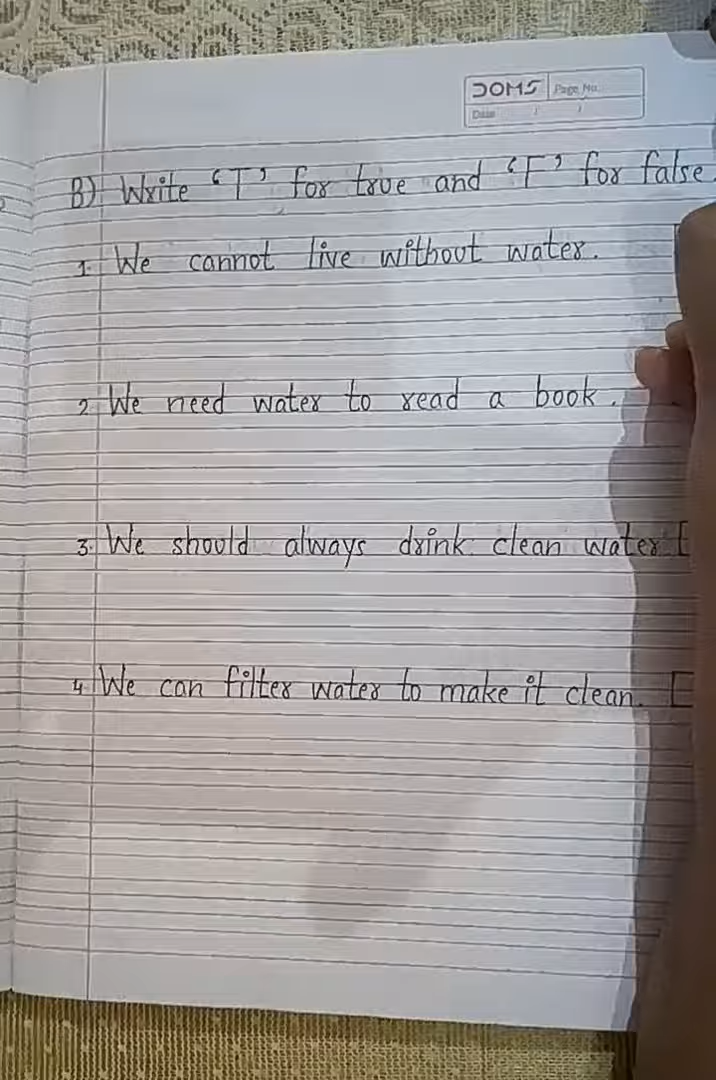 DOMS Page No.
Date / /
B) Write ‘T’ for true and ‘F’ for false.
1. We cannot live without water.
2. We need water to read a book.
3. We should always drink clean water
4. We can filter water to make it clean.